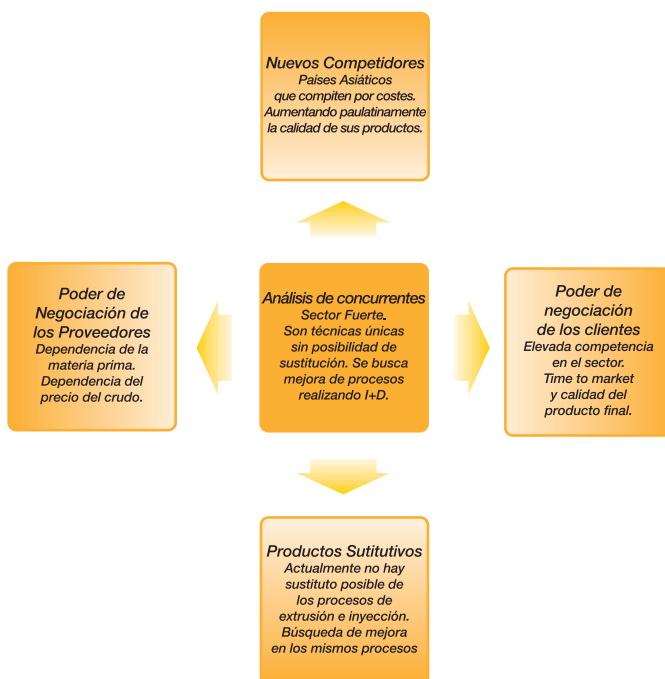 Nuevos Competidores
Países Asiáticos
que compiten por costes.
Aumentando paulatinamente
la calidad de sus productos.
Poder de
Negociación de
los Proveedores
Dependencia de la
materia prima.
Dependencia del
precio del crudo.
Análisis de concurrentes
Sector Fuerte.
Son técnicas únicas
sin posibilidad de
sustitución. Se busca
mejora de procesos
realizando I+D.
Poder de
negociación
de los clientes
Elevada competencia
en el sector.
Time to market
y calidad del
producto final.
Productos Sutitutivos
Actualmente no hay
sustituto posible de
los procesos de
extrusión e inyección.
Búsqueda de mejora
en los mismos procesos